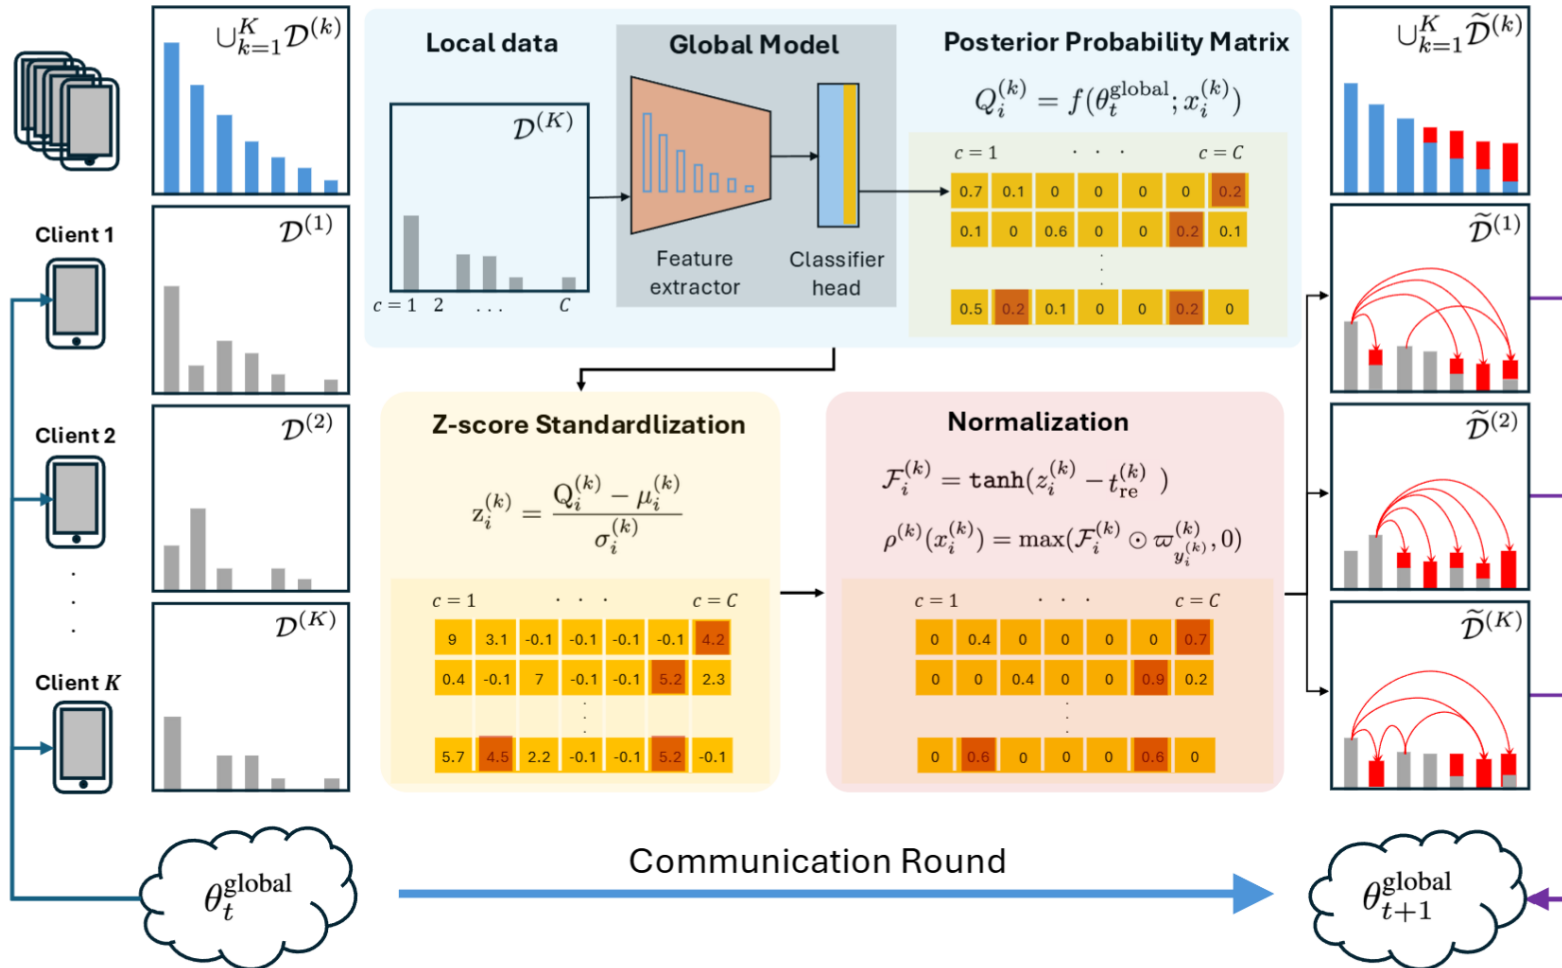 ∪_{k=1}^{K} 𝒟^{(k)}
Client 1
𝒟^{(1)}
Client 2
𝒟^{(2)}
.
.
.
Client K
𝒟^{(K)}
Local data
𝒟^{(K)}
c = 1 2 . . . C
Global Model
Feature
extractor
Classifier
head
Posterior Probability Matrix
Q_i^{(k)} = f(θ_t^{global}; x_i^{(k)})
c = 1 . . . c = C
0.7 0.1 0 0 0 0 0.2
0.1 0 0.6 0 0 0.2 0.1
.
.
.
0.5 0.2 0.1 0 0 0.2 0
Z-score Standardlization
z_i^{(k)} = \frac{Q_i^{(k)} − μ_i^{(k)}}{σ_i^{(k)}}
c = 1 . . . c = C
9 3.1 -0.1 -0.1 -0.1 -0.1 4.2
0.4 -0.1 7 -0.1 -0.1 5.2 2.3
.
.
.
5.7 4.5 2.2 -0.1 -0.1 5.2 -0.1
Normalization
ℱ_i^{(k)} = tanh(z_i^{(k)} − t_{re}^{(k)} )
ρ^{(k)}(x_i^{(k)}) = max(ℱ_i^{(k)} ⊙ ϖ_{y_i^{(k)}}^{(k)}, 0)
c = 1 . . . c = C
0 0.4 0 0 0 0 0.7
0 0 0.4 0 0 0.9 0.2
.
.
.
0 0.6 0 0 0 0.6 0
∪_{k=1}^{K} 𝒟̃^{(k)}
𝒟̃^{(1)}
𝒟̃^{(2)}
𝒟̃^{(K)}
θ_t^{global}
Communication Round
θ_{t+1}^{global}